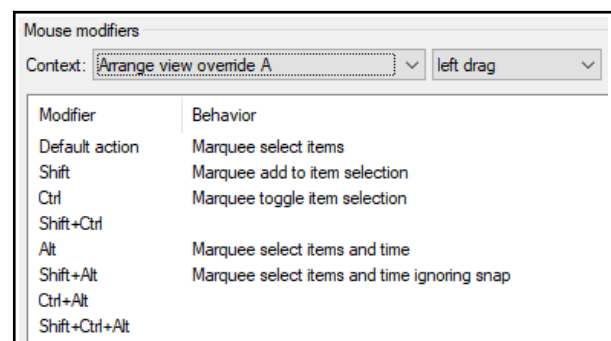 Mouse modifiers
Context: Arrange view override A left drag
Modifier Behavior
Default action Marquee select items
Shift Marquee add to item selection
Ctrl Marquee toggle item selection
Shift+Ctrl
Alt Marquee select items and time
Shift+Alt Marquee select items and time ignoring snap
Ctrl+Alt
Shift+Ctrl+Alt